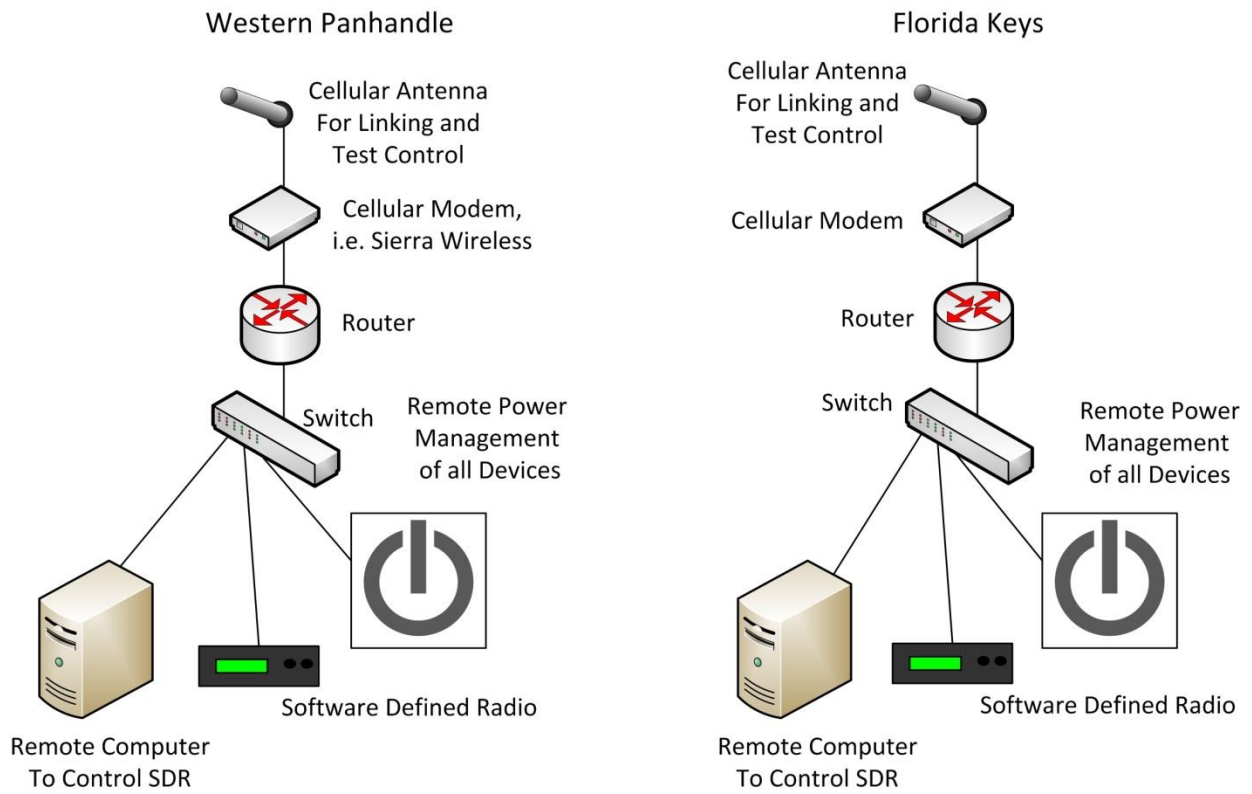 Western Panhandle
Cellular Antenna
For Linking and
Test Control
Cellular Modem,
i.e. Sierra Wireless
Router
Switch
Remote Power
Management
of all Devices
Software Defined Radio
Remote Computer
To Control SDR
Florida Keys
Cellular Antenna
For Linking and
Test Control
Cellular Modem
Router
Switch
Remote Power
Management
of all Devices
Software Defined Radio
Remote Computer
To Control SDR